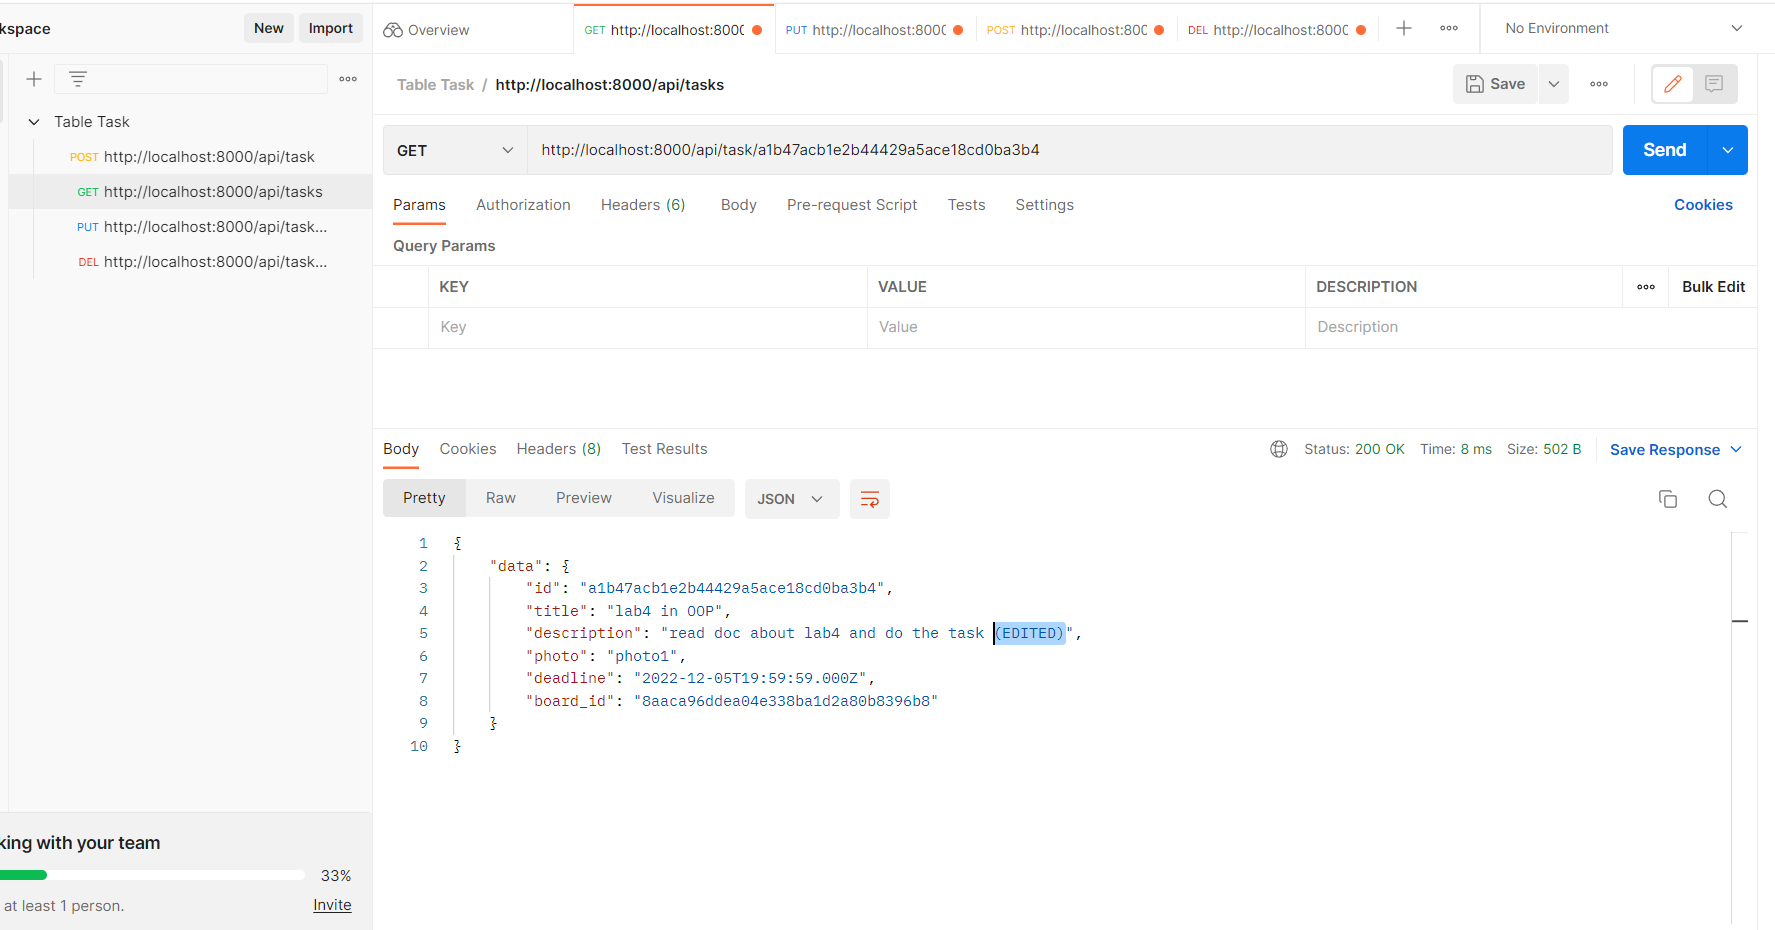 kspace
New
Import
Overview
GET http://localhost:800
PUT http://localhost:800
POST http://localhost:800
DEL http://localhost:800
No Environment
Table Task / http://localhost:8000/api/tasks
Save
Table Task
POST http://localhost:8000/api/task
GET http://localhost:8000/api/tasks
PUT http://localhost:8000/api/task...
DEL http://localhost:8000/api/task...
GET
http://localhost:8000/api/task/a1b47acb1e2b44429a5ace18cd0ba3b4
Send
Params Authorization Headers (6) Body Pre-request Script Tests Settings
Cookies
Query Params
KEY VALUE DESCRIPTION Bulk Edit
Key Value Description
Body Cookies Headers (8) Test Results
Status: 200 OK Time: 8 ms Size: 502 B
Save Response
Pretty Raw Preview Visualize JSON
1 {
2 "data": {
3 "id": "a1b47acb1e2b44429a5ace18cd0ba3b4",
4 "title": "lab4 in OOP",
5 "description": "read doc about lab4 and do the task (EDITED)",
6 "photo": "photo1",
7 "deadline": "2022-12-05T19:59:59.000Z",
8 "board_id": "8aaca96ddea04e338ba1d2a80b8396b8"
9 }
10 }
king with your team
33%
at least 1 person.
Invite